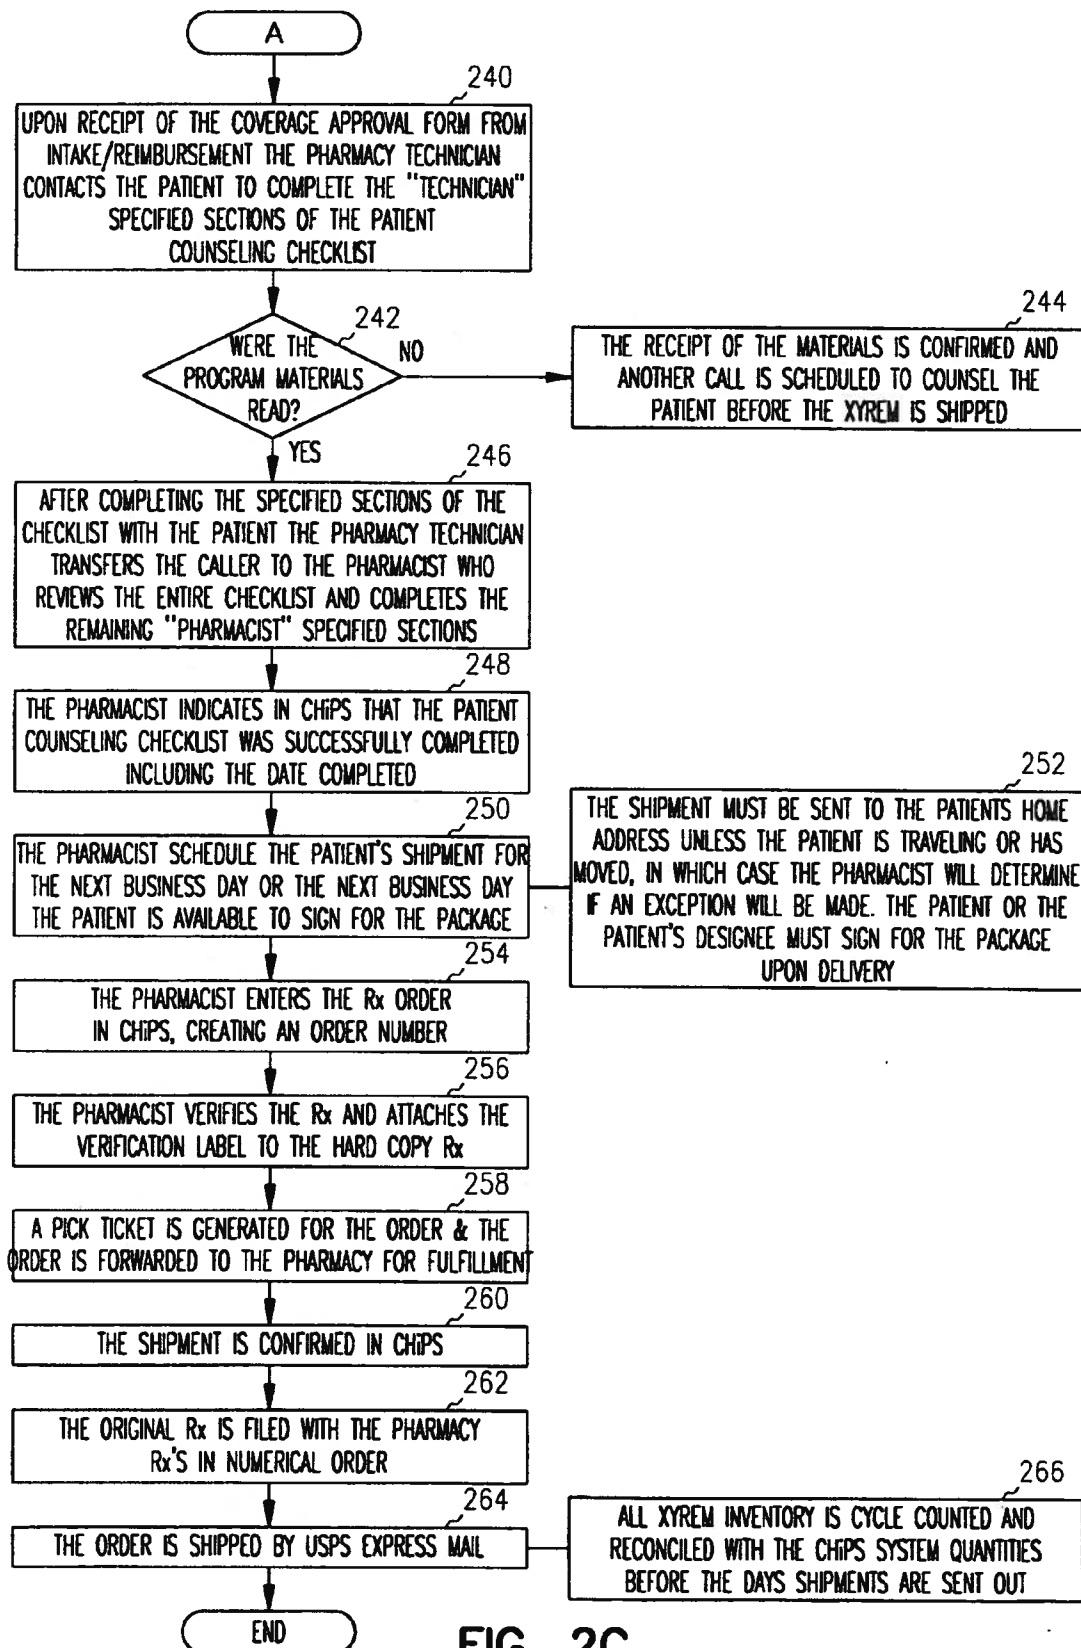 A
240
UPON RECEIPT OF THE COVERAGE APPROVAL FORM FROM
INTAKE/REIMBURSEMENT THE PHARMACY TECHNICIAN
CONTACTS THE PATIENT TO COMPLETE THE "TECHNICIAN"
SPECIFIED SECTIONS OF THE PATIENT
COUNSELING CHECKLIST
242
WERE THE
PROGRAM MATERIALS
READ?
NO
YES
244
THE RECEIPT OF THE MATERIALS IS CONFIRMED AND
ANOTHER CALL IS SCHEDULED TO COUNSEL THE
PATIENT BEFORE THE XYREM IS SHIPPED
246
AFTER COMPLETING THE SPECIFIED SECTIONS OF THE
CHECKLIST WITH THE PATIENT THE PHARMACY TECHNICIAN
TRANSFERS THE CALLER TO THE PHARMACIST WHO
REVIEWS THE ENTIRE CHECKLIST AND COMPLETES THE
REMAINING "PHARMACIST" SPECIFIED SECTIONS
248
THE PHARMACIST INDICATES IN CHiPS THAT THE PATIENT
COUNSELING CHECKLIST WAS SUCCESSFULLY COMPLETED
INCLUDING THE DATE COMPLETED
250
THE PHARMACIST SCHEDULE THE PATIENT'S SHIPMENT FOR
THE NEXT BUSINESS DAY OR THE NEXT BUSINESS DAY
THE PATIENT IS AVAILABLE TO SIGN FOR THE PACKAGE
252
THE SHIPMENT MUST BE SENT TO THE PATIENTS HOME
ADDRESS UNLESS THE PATIENT IS TRAVELING OR HAS
MOVED, IN WHICH CASE THE PHARMACIST WILL DETERMINE
IF AN EXCEPTION WILL BE MADE. THE PATIENT OR THE
PATIENT'S DESIGNEE MUST SIGN FOR THE PACKAGE
UPON DELIVERY
254
THE PHARMACIST ENTERS THE Rx ORDER
IN CHiPS, CREATING AN ORDER NUMBER
256
THE PHARMACIST VERIFIES THE Rx AND ATTACHES THE
VERIFICATION LABEL TO THE HARD COPY Rx
258
A PICK TICKET IS GENERATED FOR THE ORDER & THE
ORDER IS FORWARDED TO THE PHARMACY FOR FULFILLMENT
260
THE SHIPMENT IS CONFIRMED IN CHiPS
262
THE ORIGINAL Rx IS FILED WITH THE PHARMACY
Rx'S IN NUMERICAL ORDER
264
THE ORDER IS SHIPPED BY USPS EXPRESS MAIL
266
ALL XYREM INVENTORY IS CYCLE COUNTED AND
RECONCILED WITH THE CHiPS SYSTEM QUANTITIES
BEFORE THE DAYS SHIPMENTS ARE SENT OUT
END
FIG. 2C